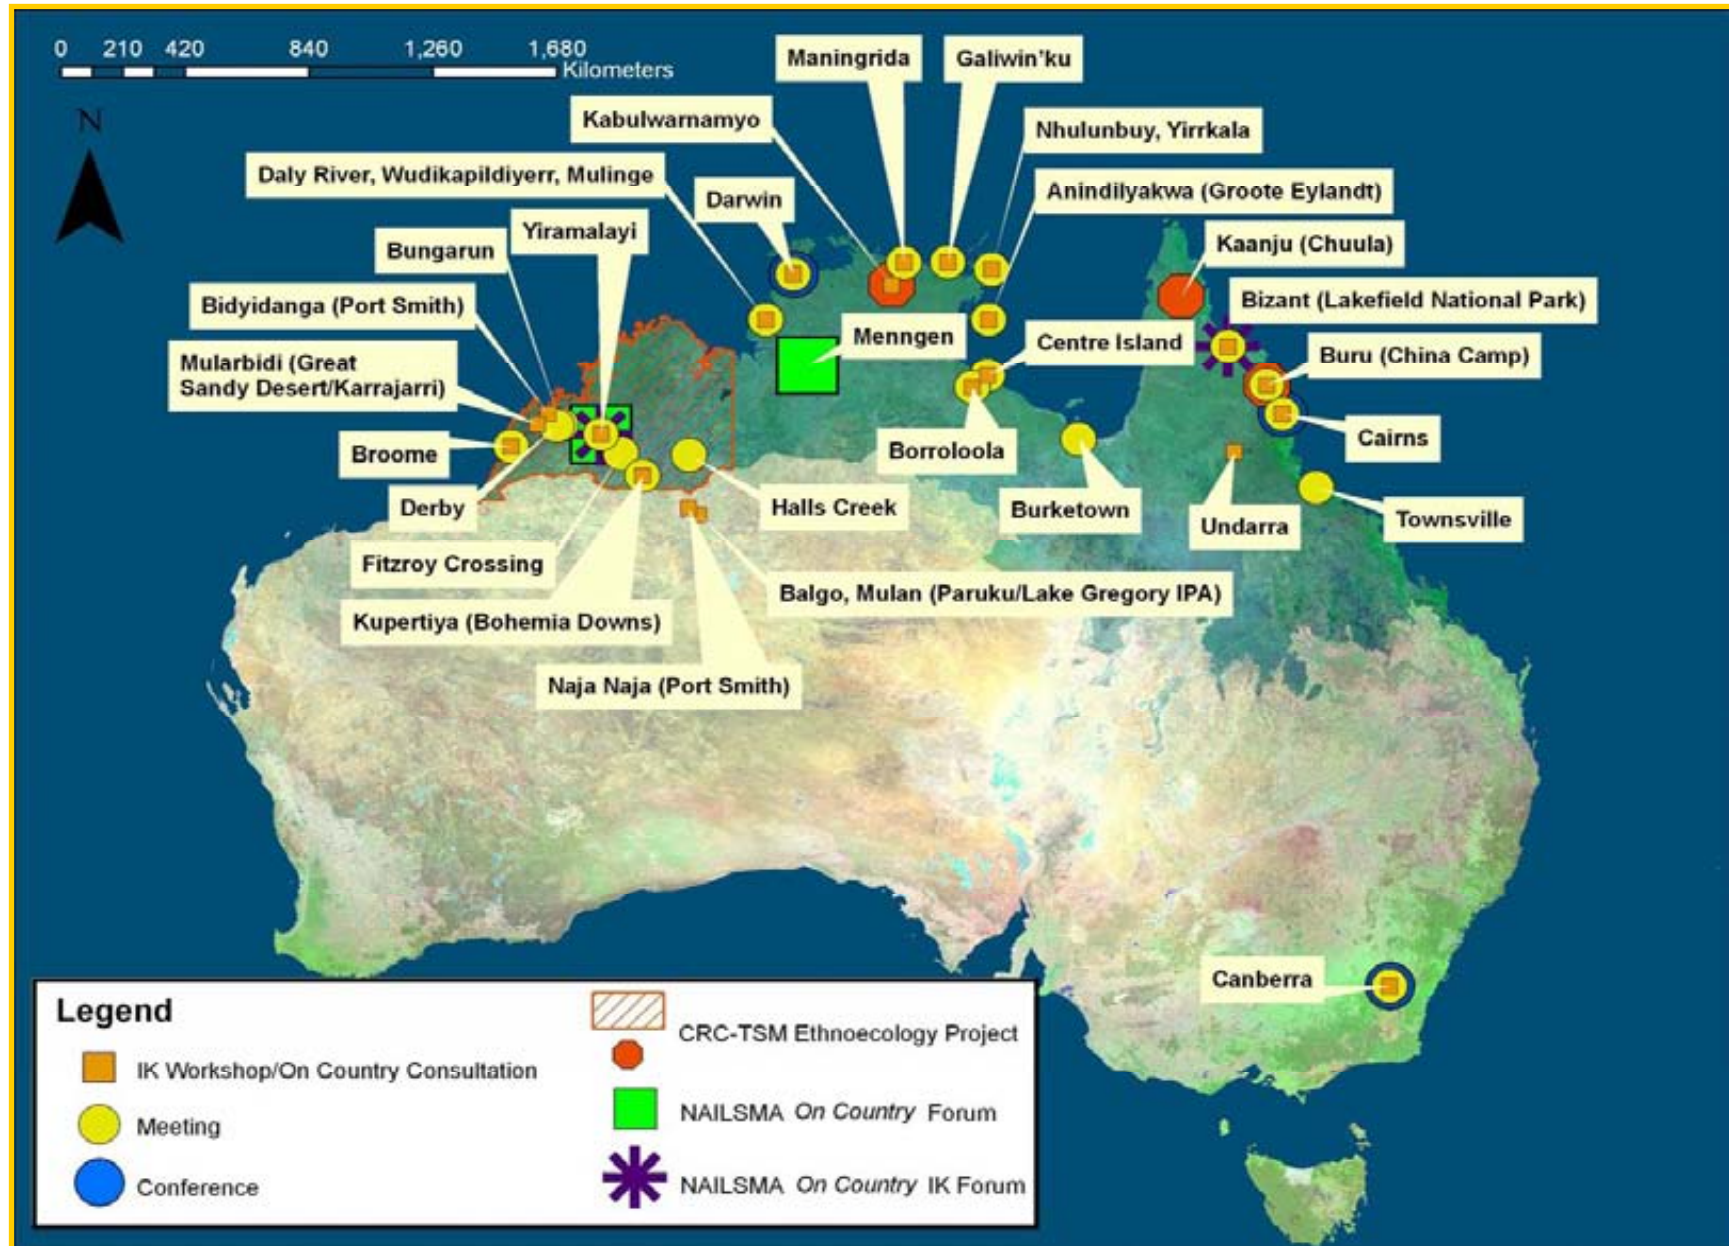 0 210 420 840 1,260 1,680
Kilometers
N
Maningrida
Galiwin'ku
Kabulwarnamyo
Nhulunbuy, Yirrkala
Daly River, Wudikapildiyerr, Mulinge
Darwin
Anindilyakwa (Groote Eylandt)
Yiramalayi
Bungarun
Kaanju (Chuula)
Bidyidanga (Port Smith)
Bizant (Lakefield National Park)
Menngen
Centre Island
Buru (China Camp)
Mularbidi (Great
Sandy Desert/Karrajarri)
Broome
Borroloola
Cairns
Derby
Halls Creek
Burketown
Undarra
Townsville
Fitzroy Crossing
Balgo, Mulan (Paruku/Lake Gregory IPA)
Kupertiya (Bohemia Downs)
Naja Naja (Port Smith)
Canberra
Legend
IK Workshop/On Country Consultation
Meeting
Conference
CRC-TSM Ethnoecology Project
NAILSMA On Country Forum
NAILSMA On Country IK Forum